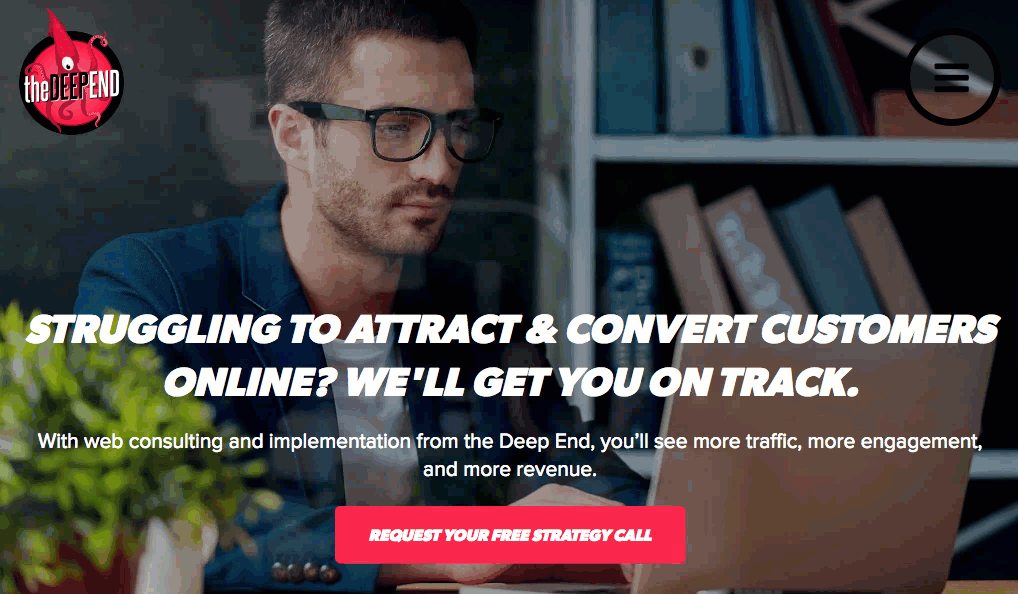 theDEEPEND
STRUGGLING TO ATTRACT & CONVERT CUSTOMERS
ONLINE? WE'LL GET YOU ON TRACK.
With web consulting and implementation from the Deep End, you’ll see more traffic, more engagement,
and more revenue.
REQUEST YOUR FREE STRATEGY CALL